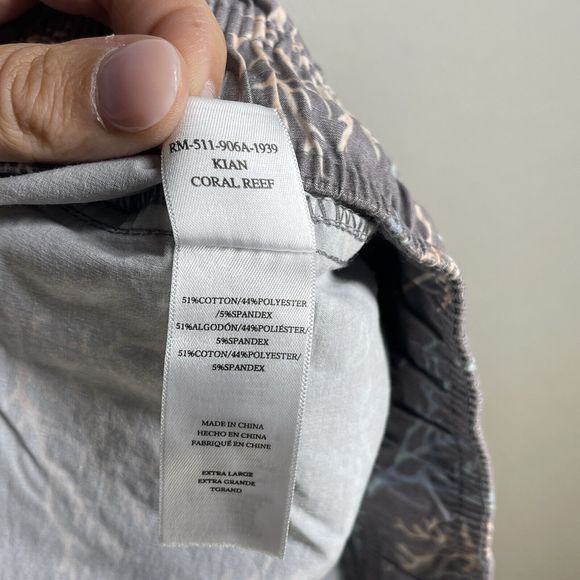 RM-511-906A-1939
KIAN
CORAL REEF
51%COTTON/44%POLYESTER
/5%SPANDEX
51%ALGODÓN/44%POLIÉSTER/
5%SPANDEX
51%COTON/44%POLYESTER/
5%SPANDEX
MADE IN CHINA
HECHO EN CHINA
FABRIQUÉ EN CHINE
EXTRA LARGE
EXTRA GRANDE
TGRAND